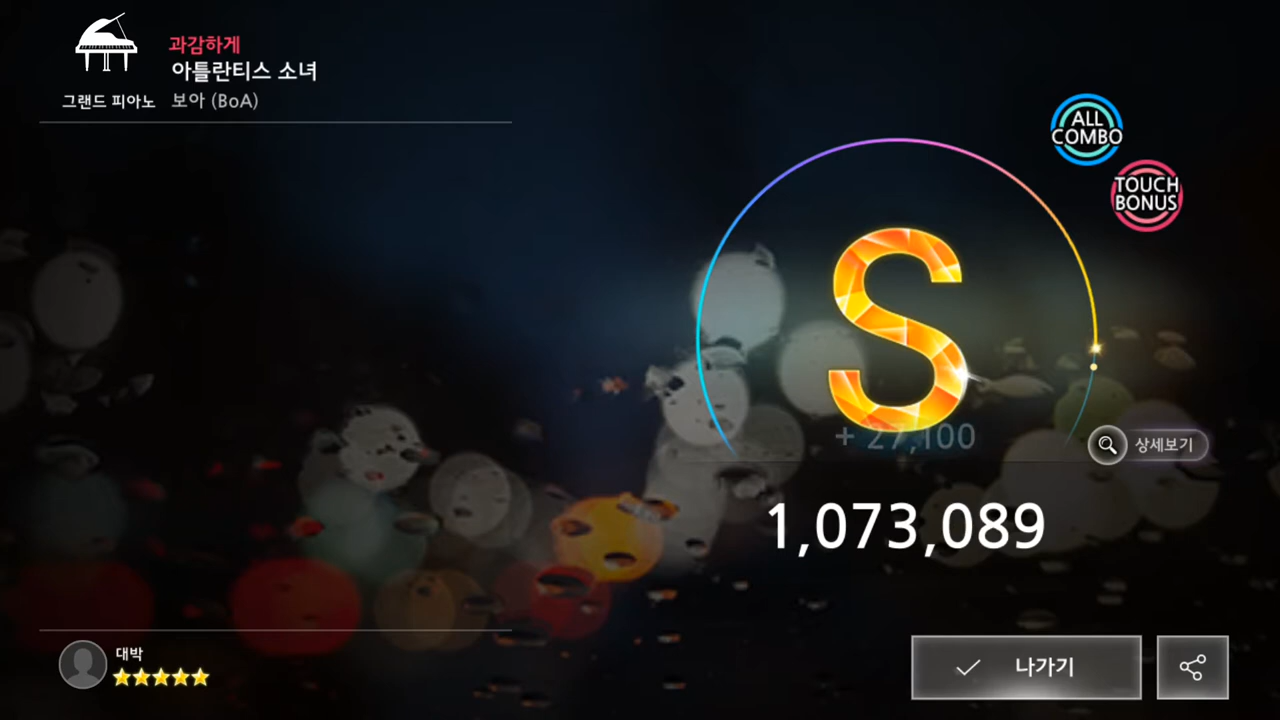 과감하게
아틀란티스 소녀
그랜드 피아노
보아 (BoA)
ALL
COMBO
TOUCH
BONUS
S
+ 27,100
상세보기
1,073,089
대박
나가기